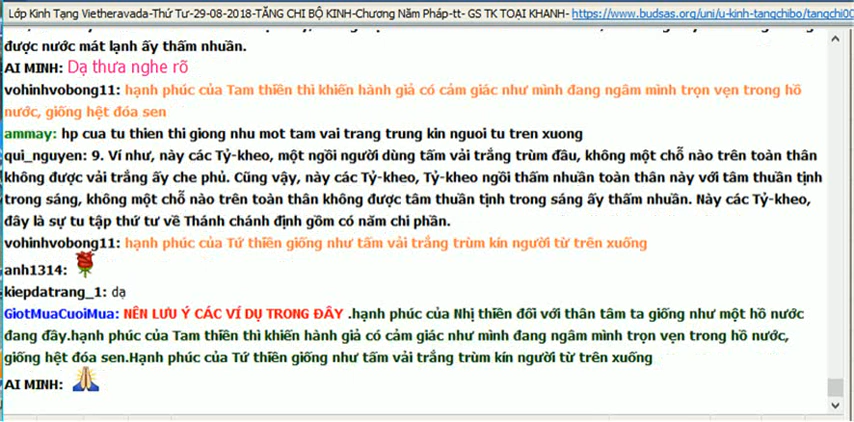 Lớp Kinh Tạng Vietheravada-Thứ Tư-29-08-2018-TĂNG CHI BỘ KINH-Chương Năm Pháp-tt- GS TK TOẠI KHANH- https://www.budsas.org/uni/u-kinh-tangchibo/tangchi00
được nước mát lạnh ấy thấm nhuần.
AI MINH: Dạ thưa nghe rõ
vohinhvobong11: hạnh phúc của Tam thiền thì khiến hành giả có cảm giác như mình đang ngâm mình trọn vẹn trong hồ
nước, giống hệt đóa sen
ammay: hp cua tu thien thi giong nhu mot tam vai trang trung kin nguoi tu tren xuong
qui_nguyen: 9. Ví như, này các Tỷ-kheo, một ngồi người dùng tấm vải trắng trùm đầu, không một chỗ nào trên toàn thân
không được vải trắng ấy che phủ. Cũng vậy, này các Tỷ-kheo, Tỷ-kheo ngồi thấm nhuần toàn thân này với tâm thuần tịnh
trong sáng, không một chỗ nào trên toàn thân không được tâm thuần tịnh trong sáng ấy thấm nhuần. Này các Tỷ-kheo,
đây là sự tu tập thứ tư về Thánh chánh định gồm có năm chi phần.
vohinhvobong11: hạnh phúc của Tứ thiền giống như tấm vải trắng trùm kín người từ trên xuống
anh1314:
kiepdatrang_1: dạ
GiotMuaCuoiMua: NÊN LƯU Ý CÁC VÍ DỤ TRONG ĐÂY .hạnh phúc của Nhị thiền đối với thân tâm ta giống như một hồ nước
đang đầy.hạnh phúc của Tam thiền thì khiến hành giả có cảm giác như mình đang ngâm mình trọn vẹn trong hồ nước,
giống hệt đóa sen.Hạnh phúc của Tứ thiền giống như tấm vải trắng trùm kín người từ trên xuống
AI MINH: